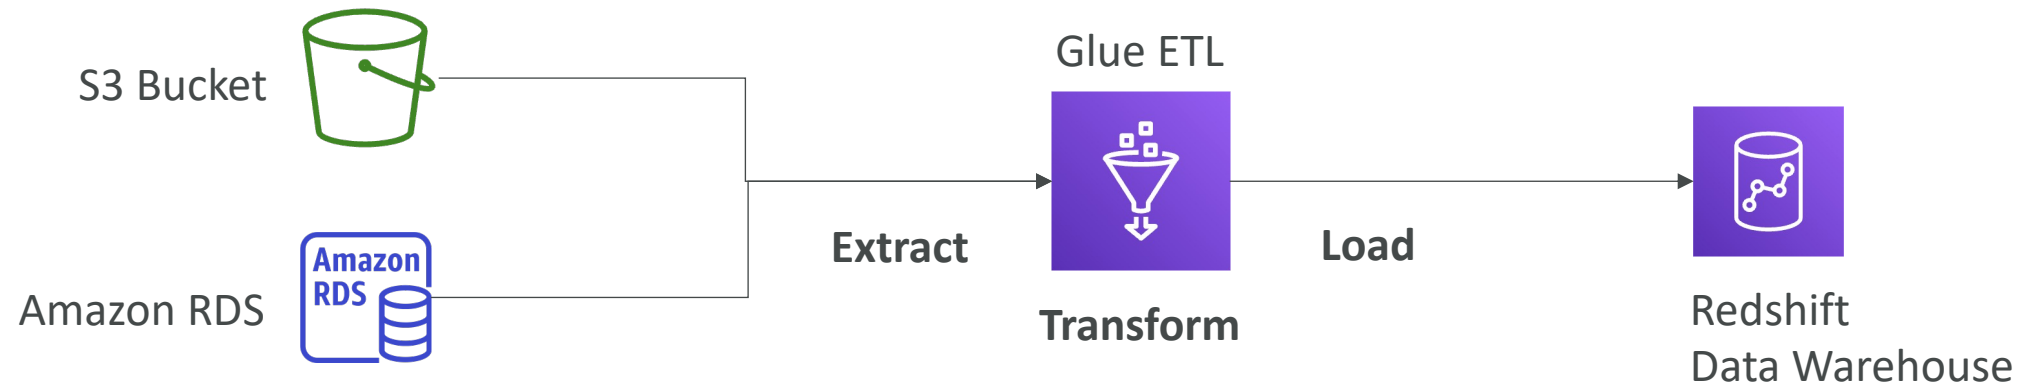 S3 Bucket
Amazon RDS
Amazon
RDS
Extract
Glue ETL
Transform
Load
Redshift
Data Warehouse